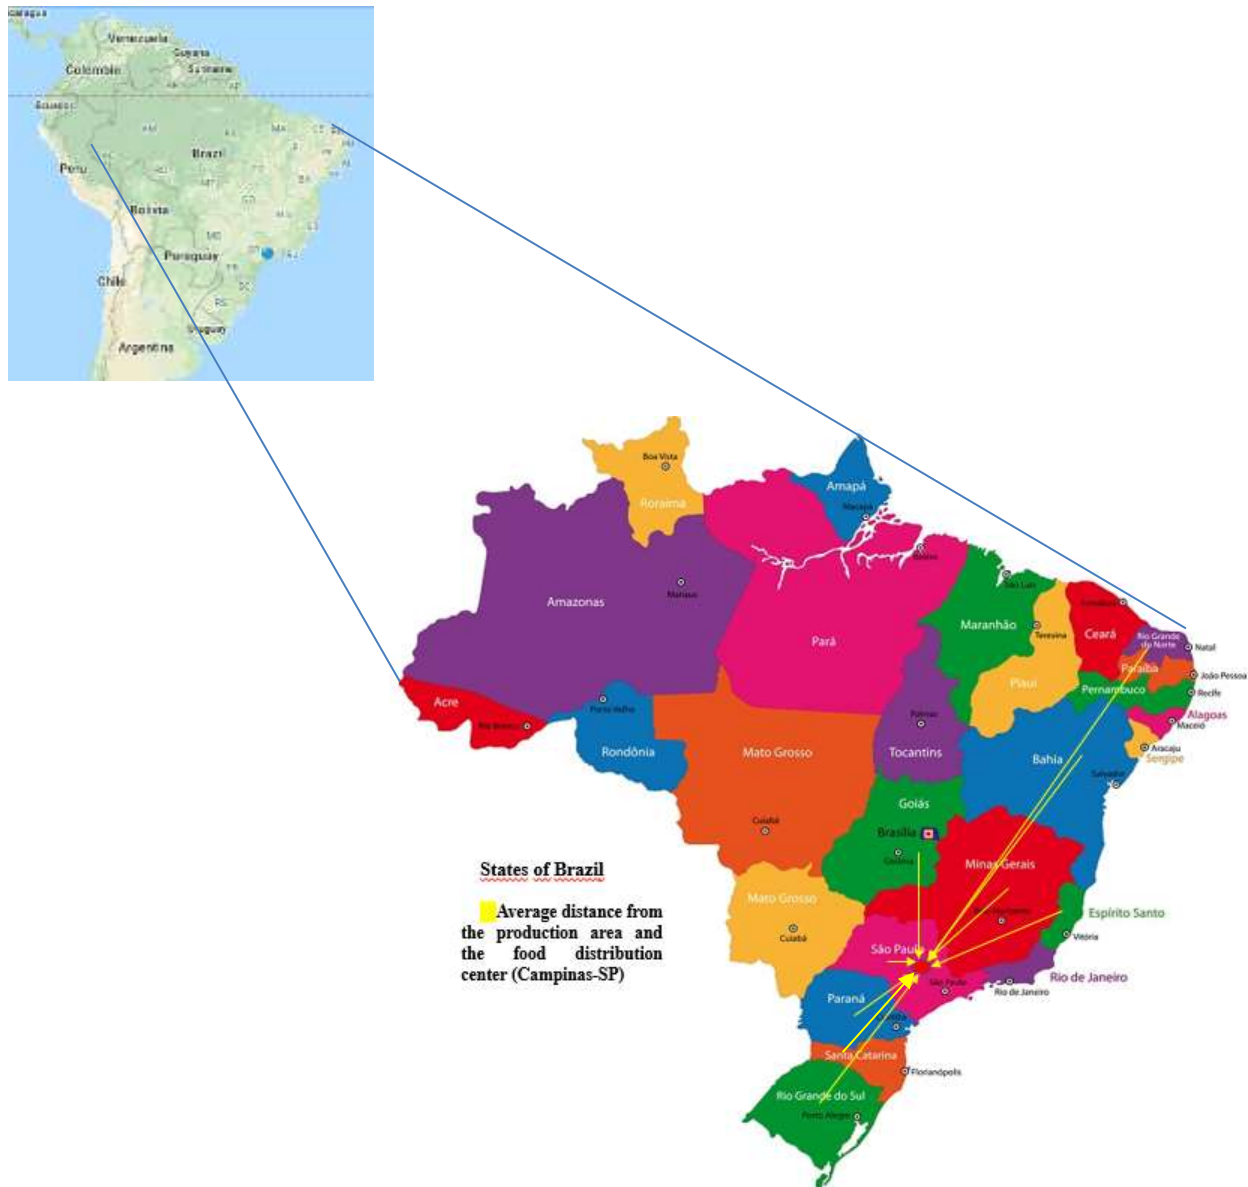 Venezuela
Guyana
Suriname
Colombia
Ecuador
AM
MA
CE
Brazil
Peru
Bolivia
Paraguay
Chile
Uruguay
Argentina
Boa Vista
Roraima
Amapá
Macapá
Belém
Amazonas
Manaus
Pará
São Luis
Maranhão
Teresina
Fortaleza
Ceará
Rio Grande
do Norte
Natal
Paraíba
João Pessoa
Piauí
Pernambuco
Recife
Acre
Rio Branco
Porto Velho
Rondônia
Mato Grosso
Palmas
Tocantins
Alagoas
Maceió
Aracaju
Sergipe
Bahia
Salvador
Goiás
Cuiabá
Brasília
Goiânia
Minas Gerais
States of Brazil
Mato Grosso
Cuiabá
Average distance from
the production area and
the food distribution
center (Campinas-SP)
Espírito Santo
Vitória
São Paulo
São Paulo
Rio de Janeiro
Rio de Janeiro
Paraná
Santa Catarina
Florianópolis
Rio Grande do Sul
Porto Alegre